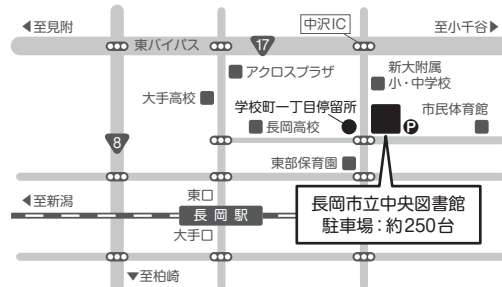 ◀至見附
中沢IC
至小千谷▶
東バイパス
17
アクロスプラザ
新大附属
小・中学校
大手高校
学校町一丁目停留所
市民体育館
長岡高校
P
8
東部保育園
◀至新潟
東口
長岡駅
大手口
長岡市立中央図書館
駐車場：約250台
▼至柏崎